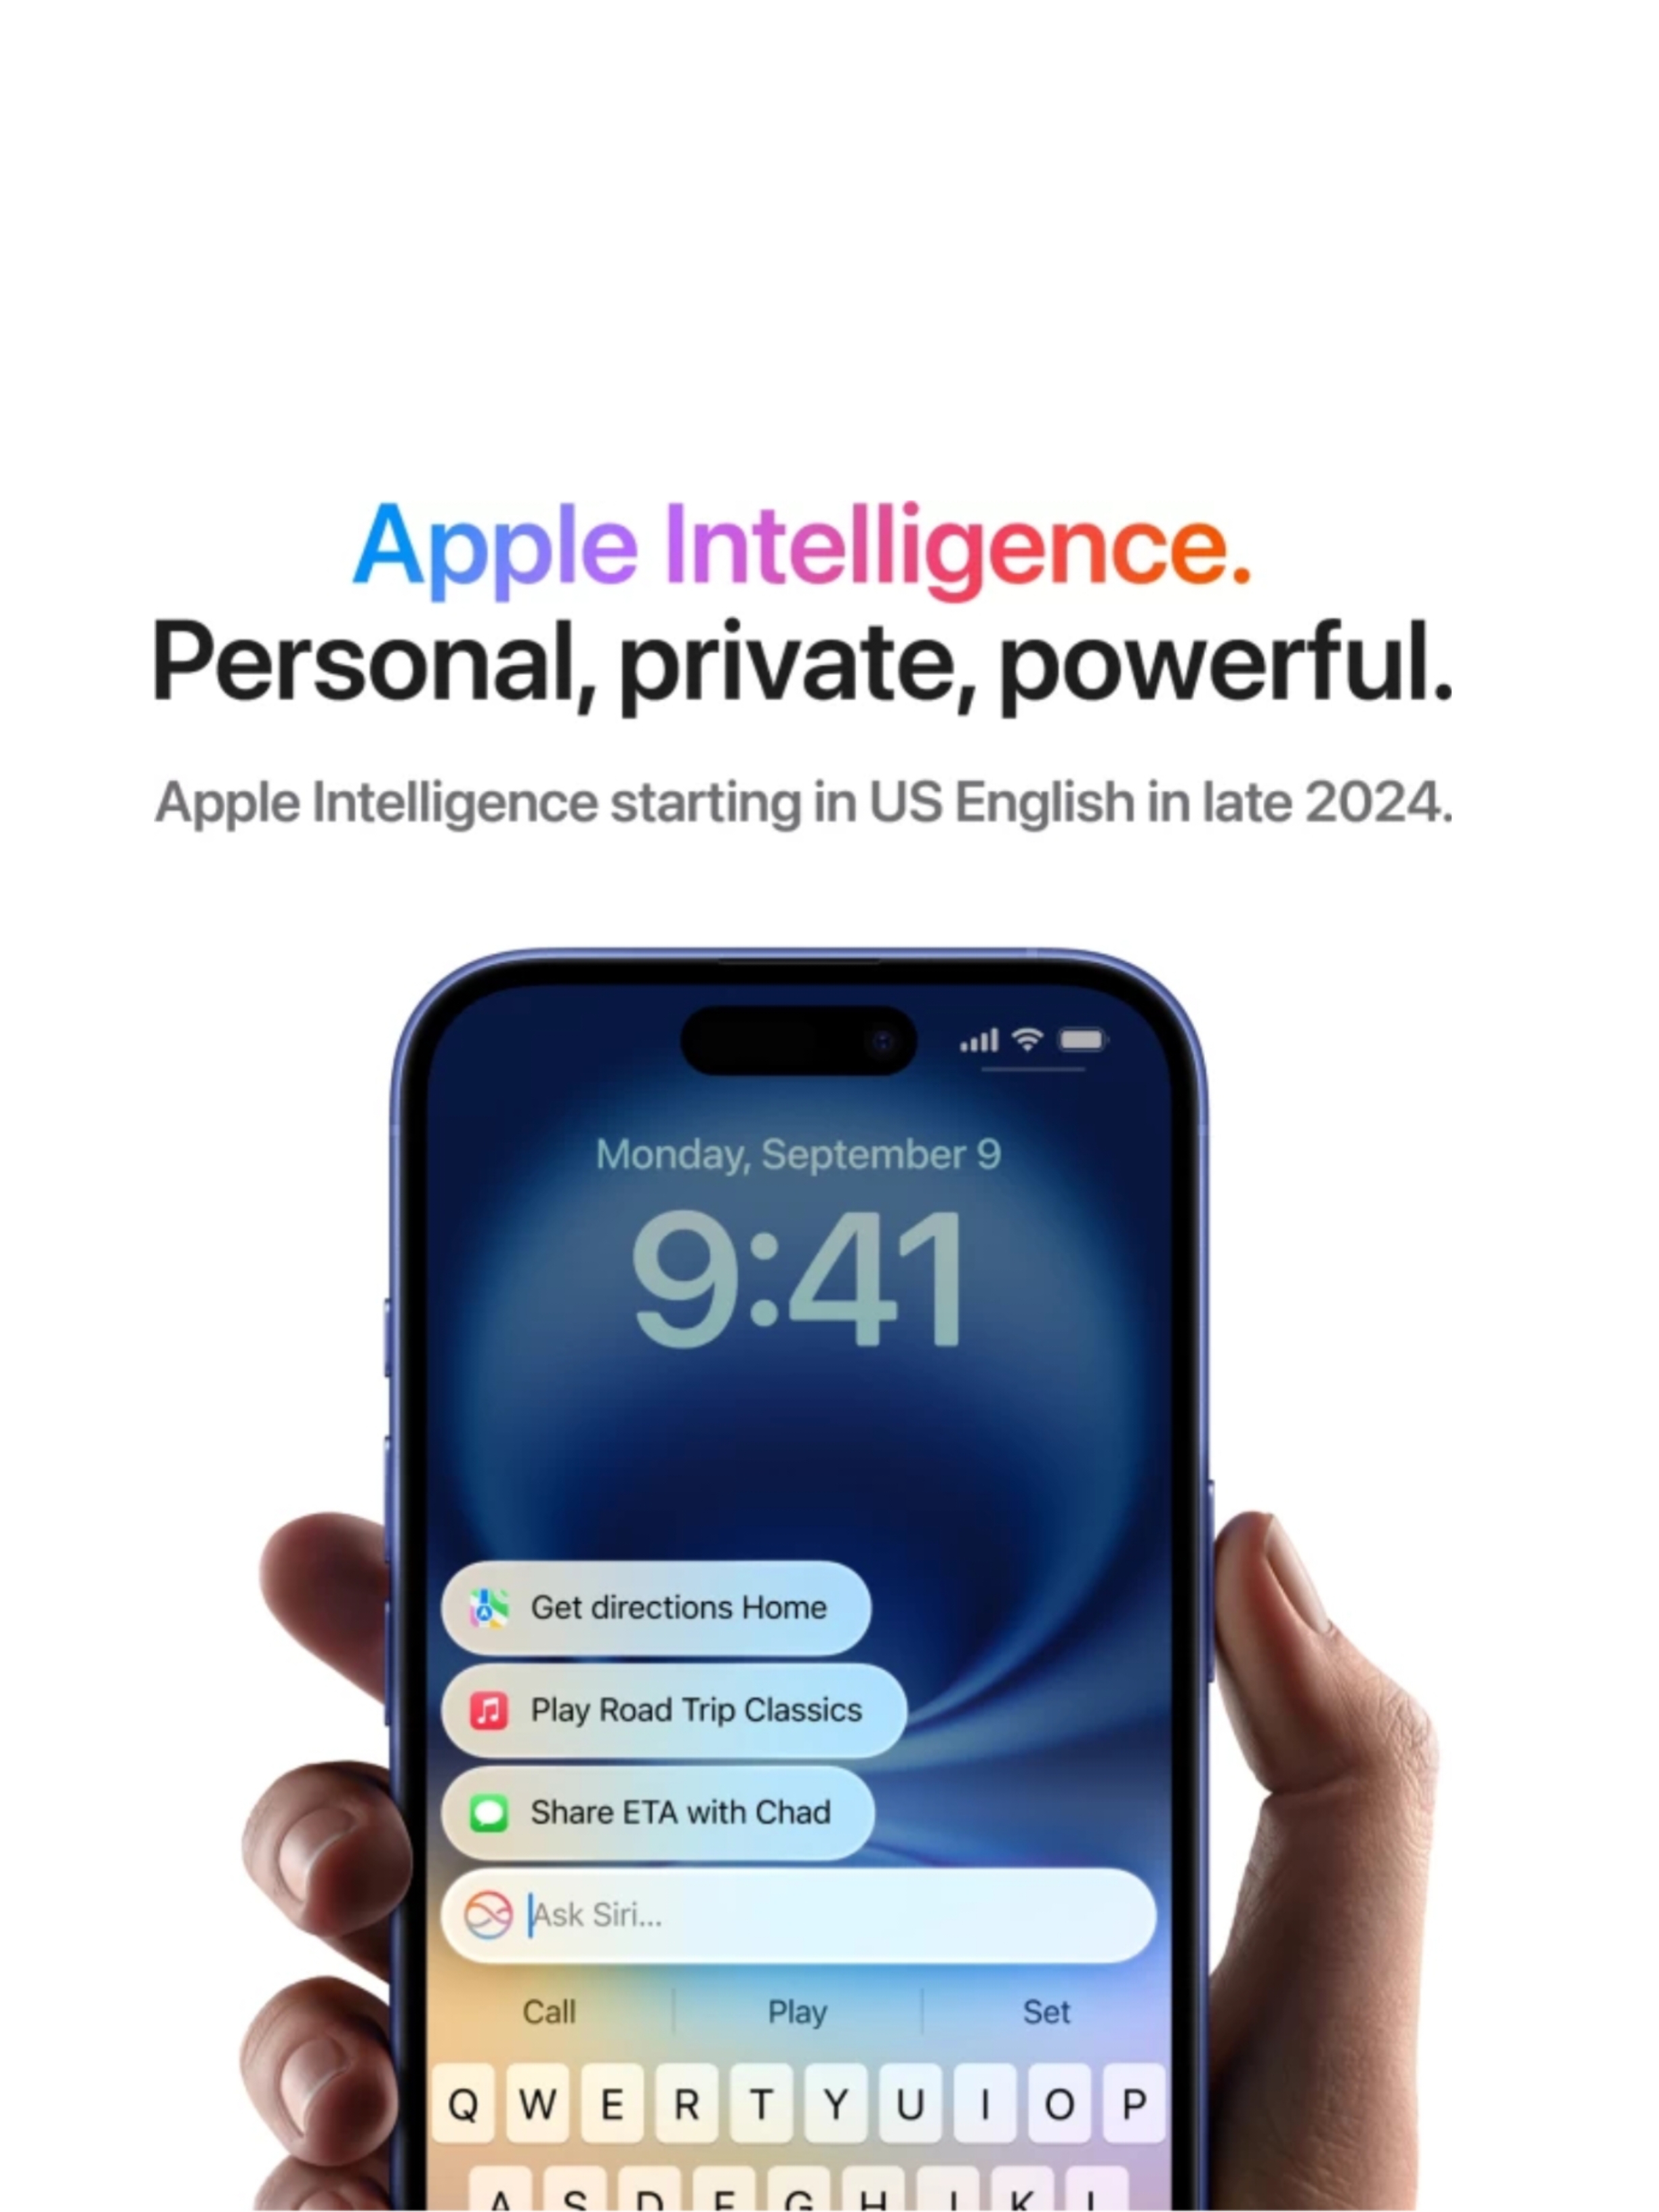 Apple Intelligence.
Personal, private, powerful.
Apple Intelligence starting in US English in late 2024.
Monday, September 9
9:41
Get directions Home
Play Road Trip Classics
Share ETA with Chad
Ask Siri...
Call Play Set
Q W E R T Y U I O P
A S D F G H J K L